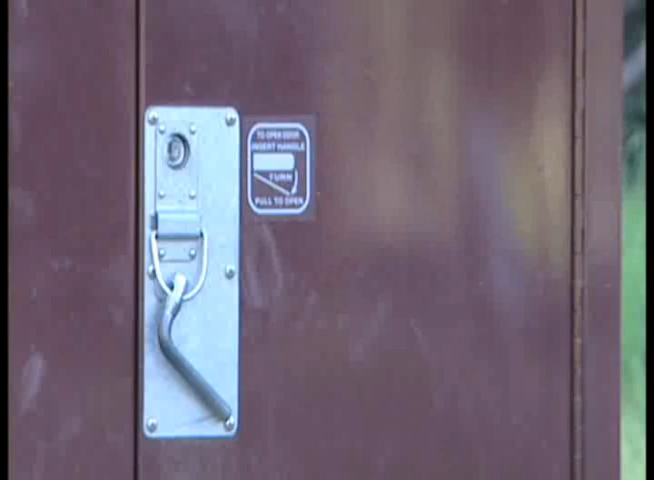 TO OPEN DOOR
INSERT HANDLE
TURN
PULL TO OPEN